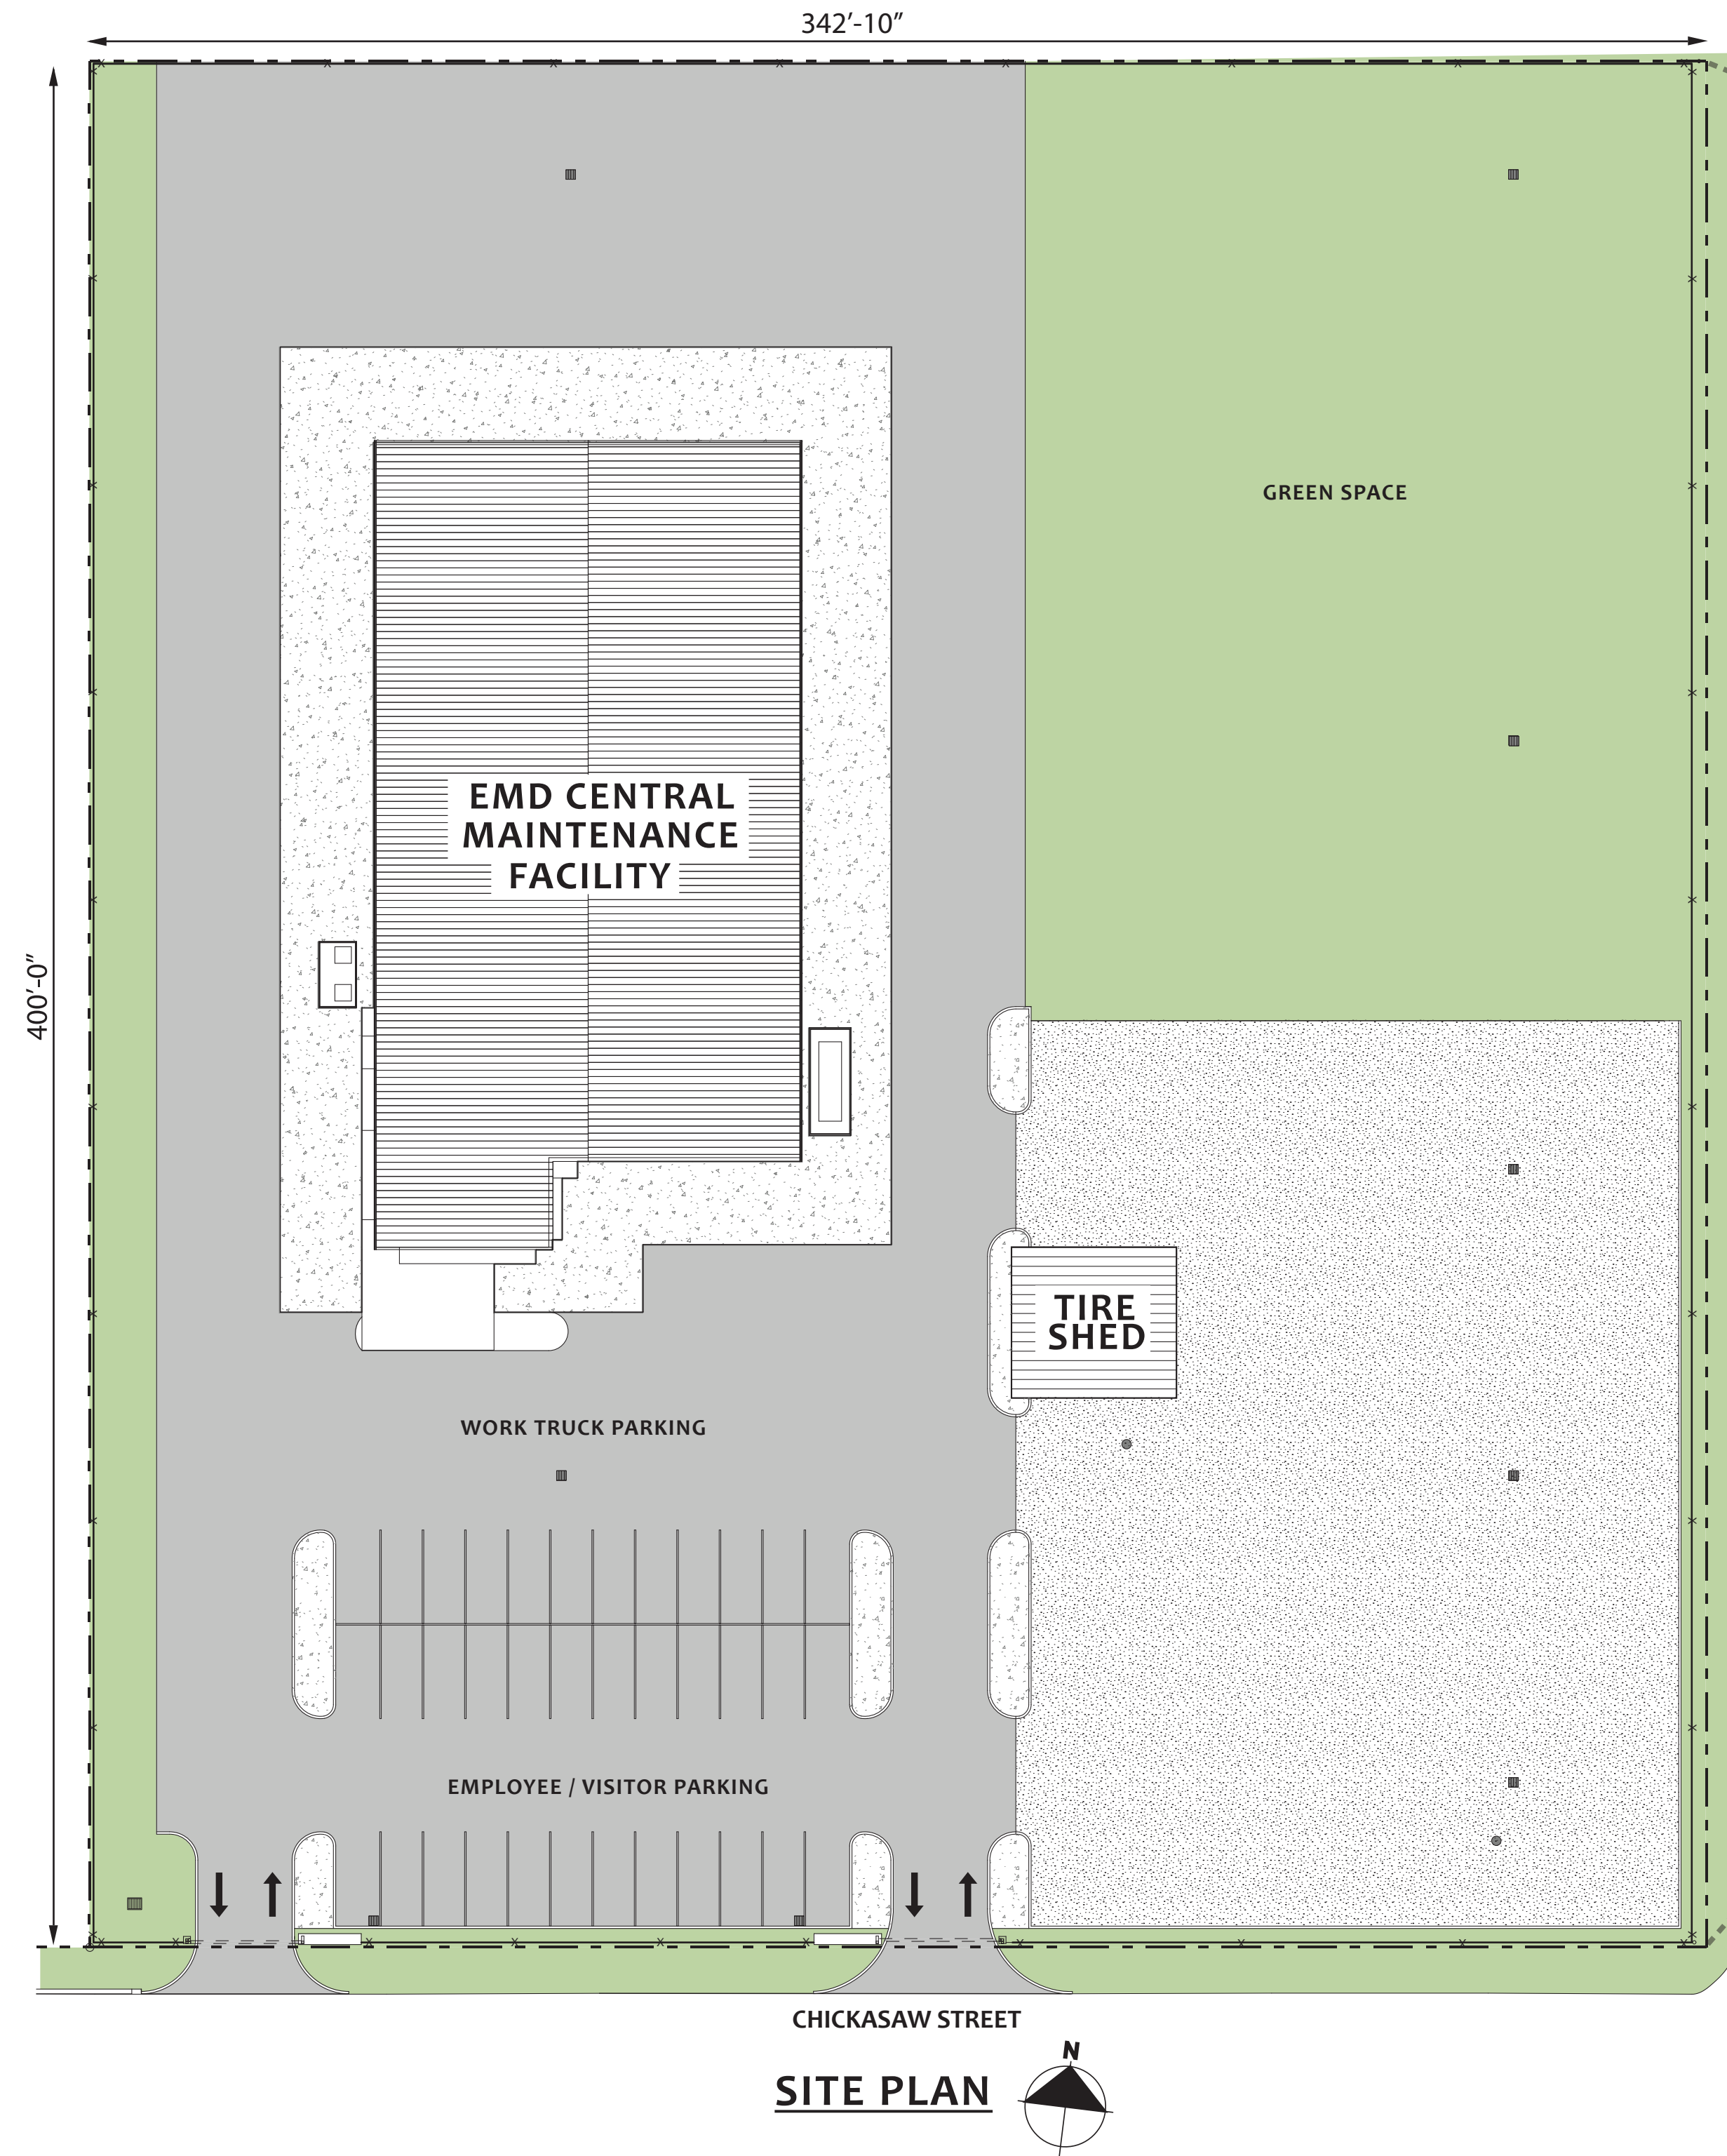 342’-10”
GREEN SPACE
EMD CENTRAL
MAINTENANCE
FACILITY
400’-0”
TIRE
SHED
WORK TRUCK PARKING
EMPLOYEE / VISITOR PARKING
CHICKASAW STREET
N
SITE PLAN